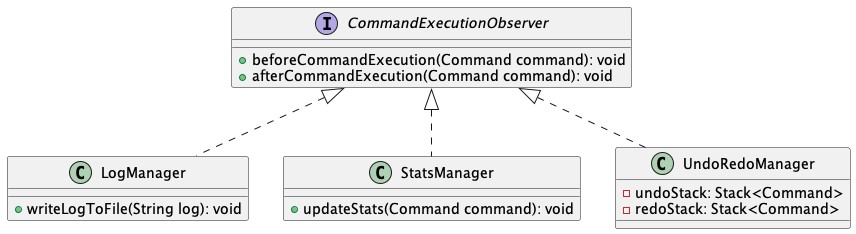 I CommandExecutionObserver
beforeCommandExecution(Command command): void
afterCommandExecution(Command command): void
C LogManager
writeLogToFile(String log): void
C StatsManager
updateStats(Command command): void
C UndoRedoManager
undoStack: Stack<Command>
redoStack: Stack<Command>